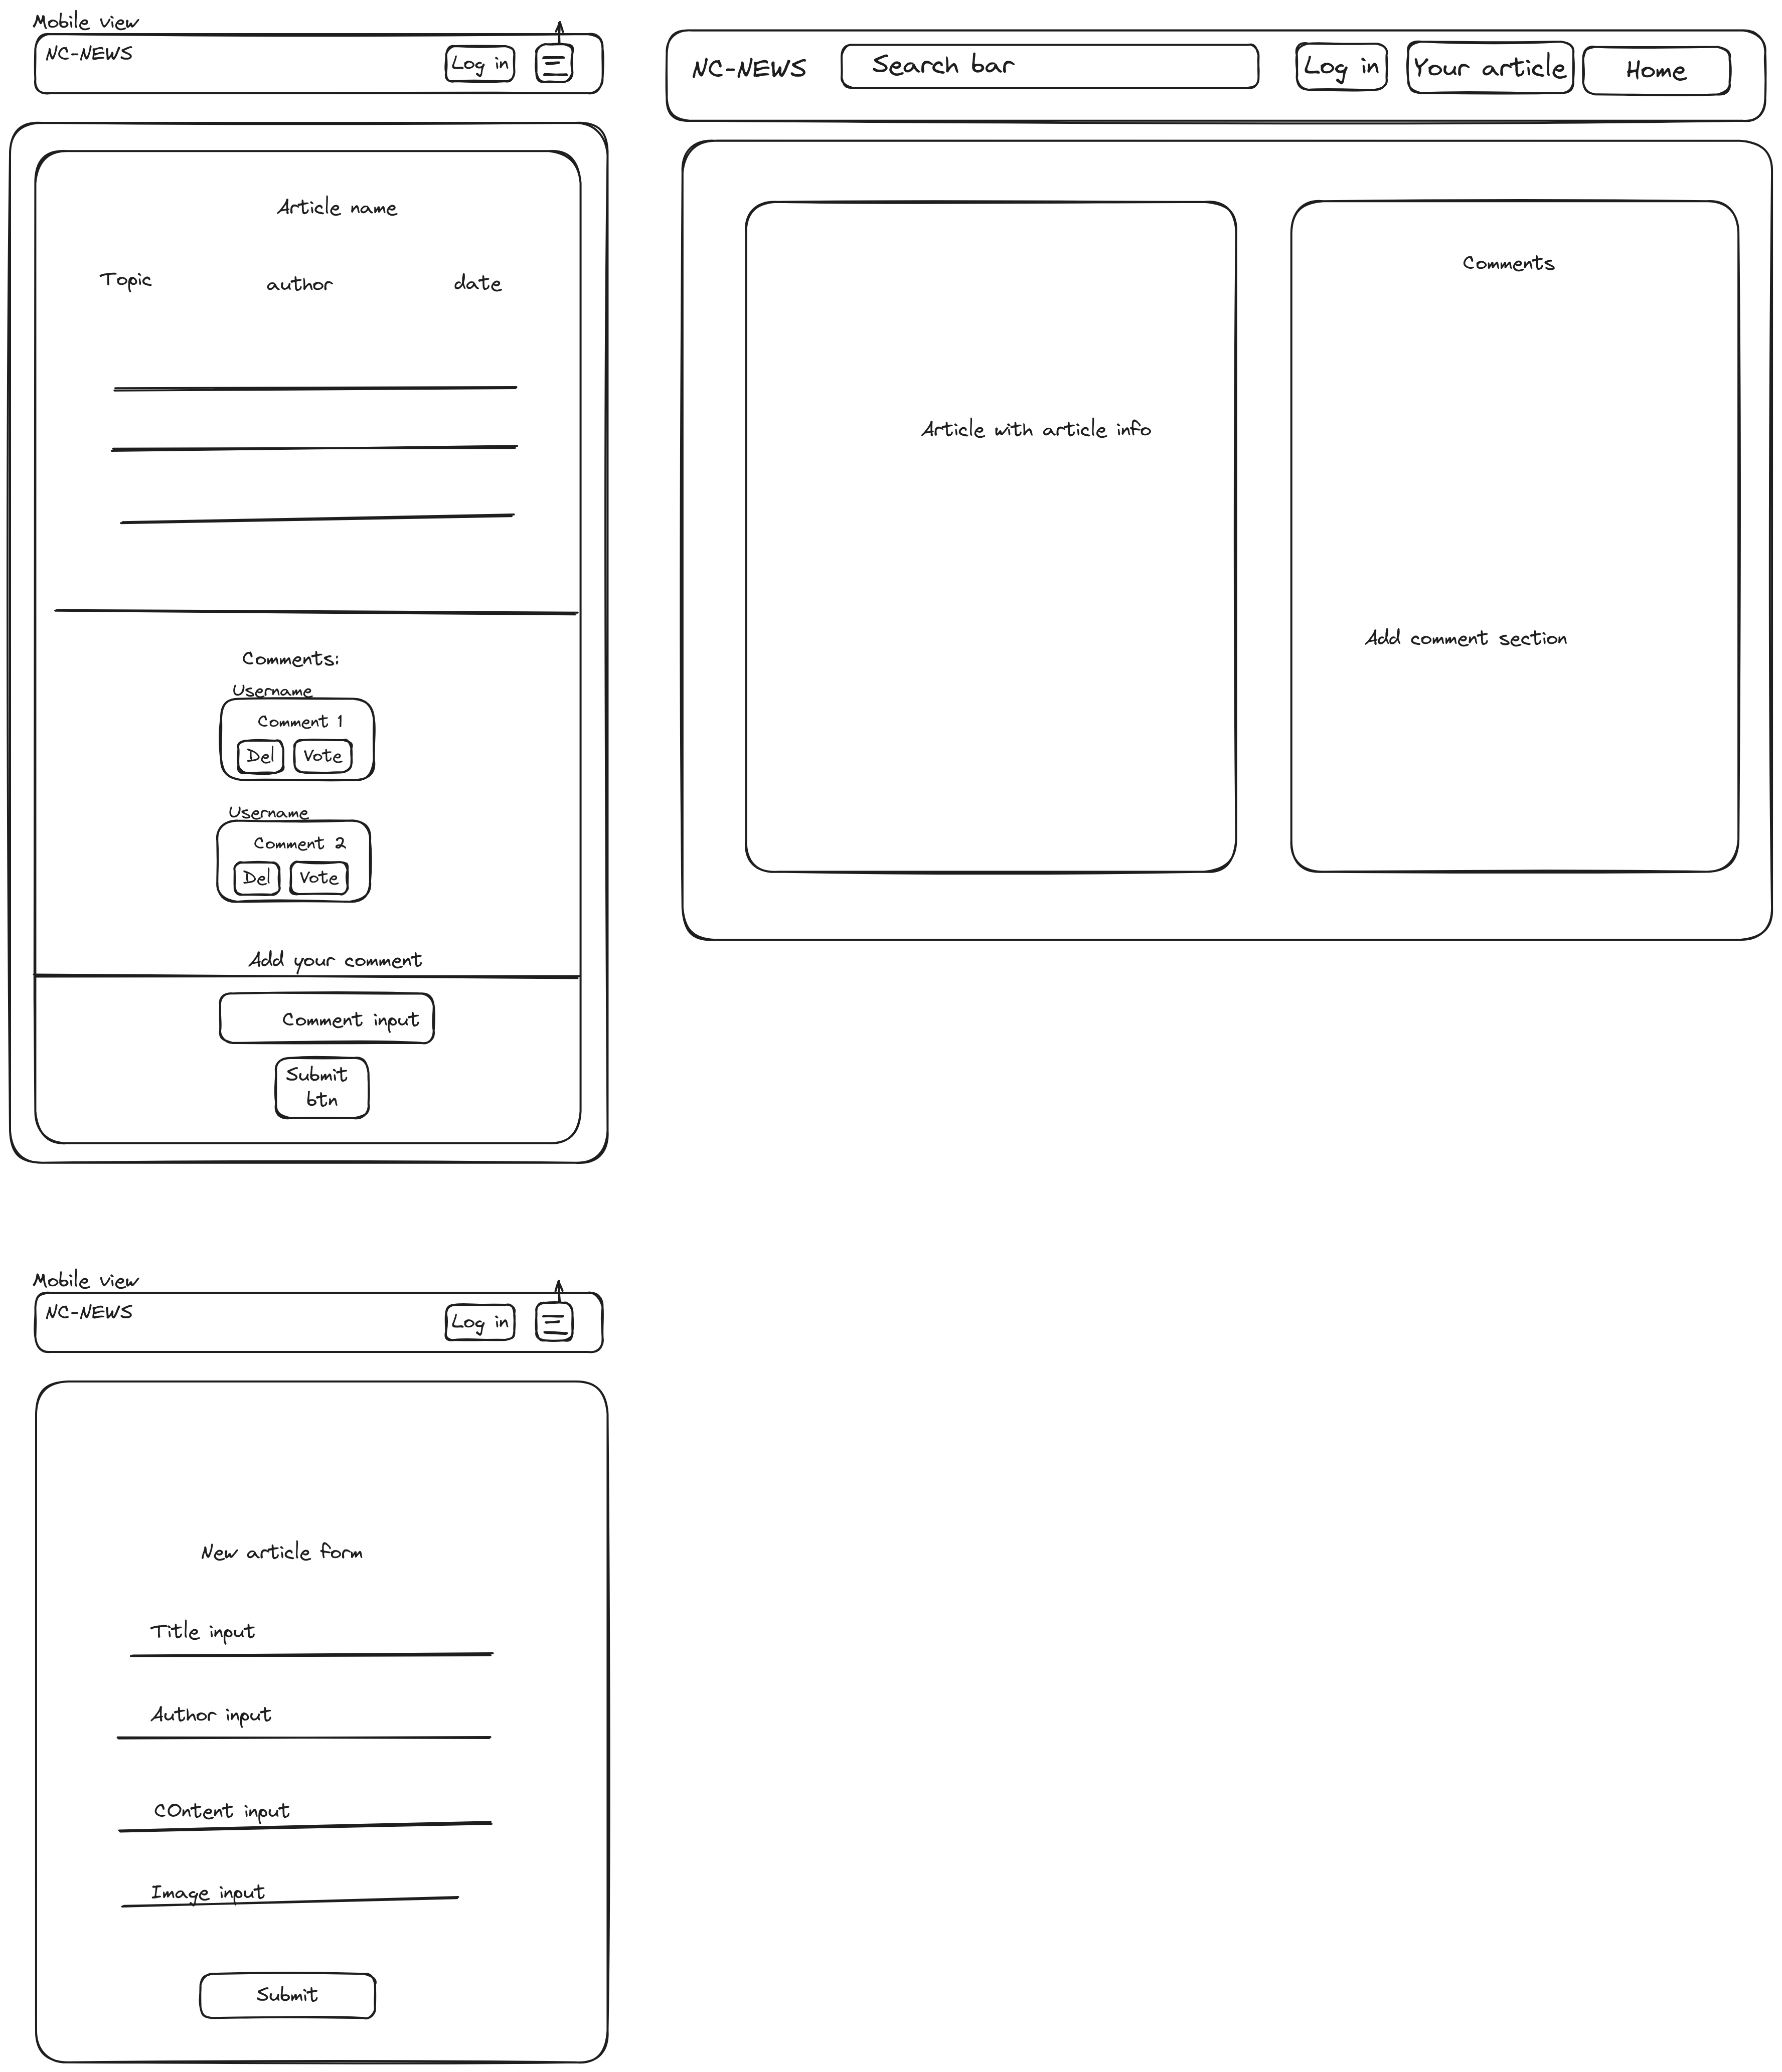 Mobile view
NC-NEWS
Log in
Article name
Topic author date
Comments:
Username
Comment 1
Del Vote
Username
Comment 2
Del Vote
Add your comment
Comment input
Submit
btn
NC-NEWS Search bar Log in Your article Home
Article with article info
Comments
Add comment section
Mobile view
NC-NEWS
Log in
New article form
Title input
Author input
COntent input
Image input
Submit